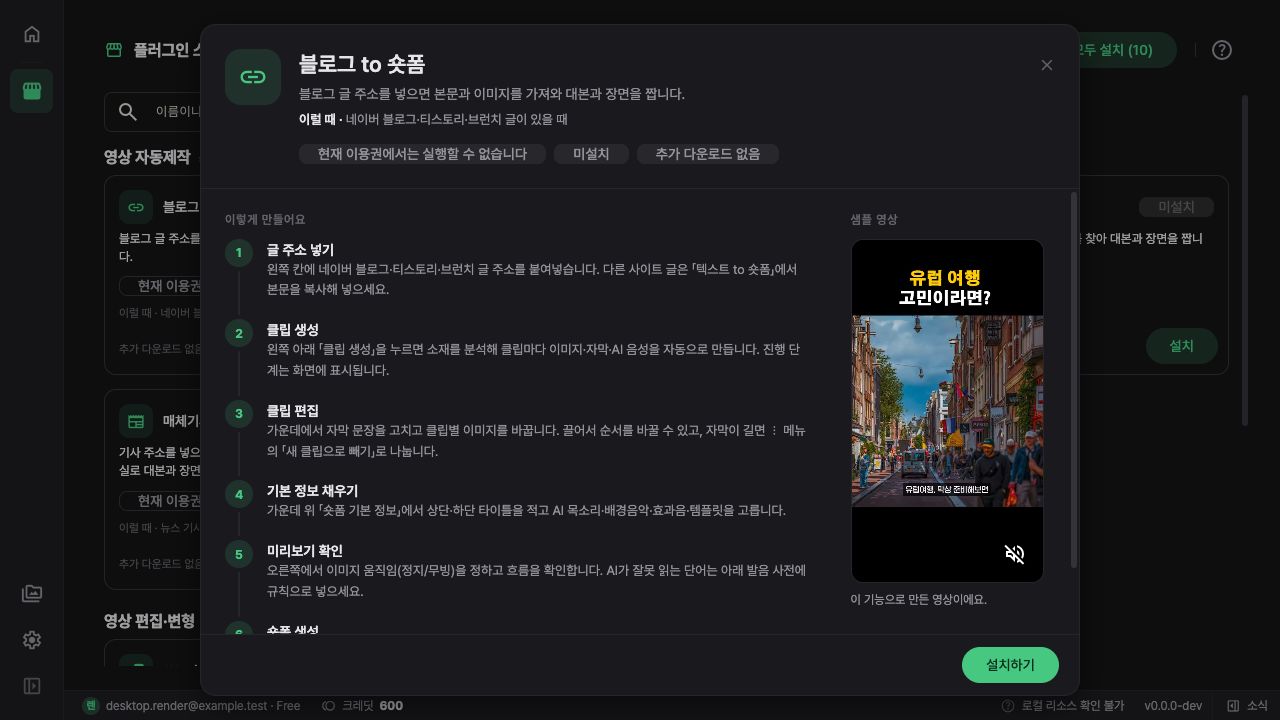 플러그인 스
모두 설치 (10)
이름이나
영상 자동제작
블로그
블로그 글 주소를
다.
현재 이용권
이럴 때 · 네이버 블
추가 다운로드 없음
매체기
기사 주소를 넣으
실로 대본과 장면
현재 이용권
이럴 때 · 뉴스 기사
추가 다운로드 없음
영상 편집·변형
미설치
찾아 대본과 장면을 짭니
설치
블로그 to 숏폼
블로그 글 주소를 넣으면 본문과 이미지를 가져와 대본과 장면을 짭니다.
이럴 때 · 네이버 블로그·티스토리·브런치 글이 있을 때
현재 이용권에서는 실행할 수 없습니다
미설치
추가 다운로드 없음
이렇게 만들어요
1
글 주소 넣기
왼쪽 칸에 네이버 블로그·티스토리·브런치 글 주소를 붙여넣습니다. 다른 사이트 글은 「텍스트 to 숏폼」에서
본문을 복사해 넣으세요.
2
클립 생성
왼쪽 아래 「클립 생성」을 누르면 소재를 분석해 클립마다 이미지·자막·AI 음성을 자동으로 만듭니다. 진행 단
계는 화면에 표시됩니다.
3
클립 편집
가운데에서 자막 문장을 고치고 클립별 이미지를 바꿉니다. 끌어서 순서를 바꿀 수 있고, 자막이 길면 ⋮ 메뉴
의 「새 클립으로 빼기」로 나눕니다.
4
기본 정보 채우기
가운데 위 「숏폼 기본 정보」에서 상단·하단 타이틀을 적고 AI 목소리·배경음악·효과음·템플릿을 고릅니다.
5
미리보기 확인
오른쪽에서 이미지 움직임(정지/무빙)을 정하고 흐름을 확인합니다. AI가 잘못 읽는 단어는 아래 발음 사전에
규칙으로 넣으세요.
6
숏폼 생성
샘플 영상
유럽 여행
고민이라면?
유럽여행, 막상 준비해보면
이 기능으로 만든 영상이에요.
설치하기
렌
desktop.render@example.test · Free
크레딧 600
로컬 리소스 확인 불가
v0.0.0-dev
소식